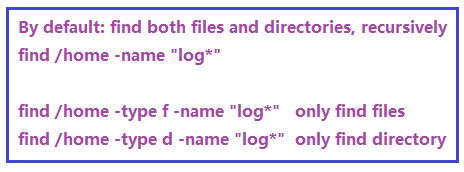 By default: find both files and directories, recursively
find /home -name "log*"
find /home -type f -name "log*"   only find files
find /home -type d -name "log*"  only find directory